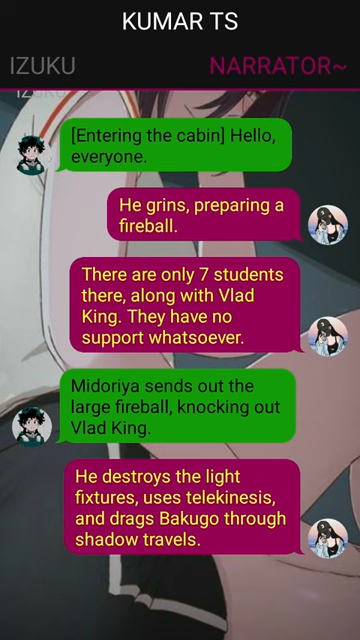 KUMAR TS
IZUKU NARRATOR~
IZUKU
[Entering the cabin] Hello,
everyone.
He grins, preparing a
fireball.
There are only 7 students
there, along with Vlad
King. They have no
support whatsoever.
Midoriya sends out the
large fireball, knocking out
Vlad King.
He destroys the light
fixtures, uses telekinesis,
and drags Bakugo through
shadow travels.